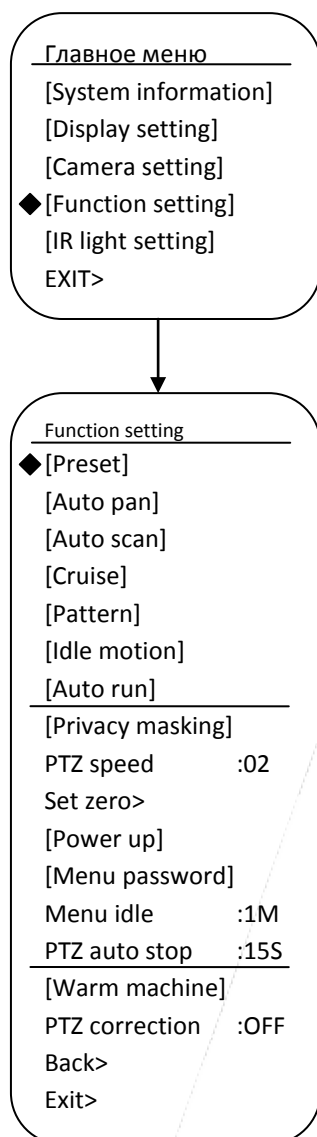 Главное меню
[System information]
[Display setting]
[Camera setting]
[Function setting]
[IR light setting]
EXIT>
Function setting
[Preset]
[Auto pan]
[Auto scan]
[Cruise]
[Pattern]
[Idle motion]
[Auto run]
[Privacy masking]
PTZ speed :02
Set zero>
[Power up]
[Menu password]
Menu idle :1M
PTZ auto stop :15S
[Warm machine]
PTZ correction :OFF
Back>
Exit>